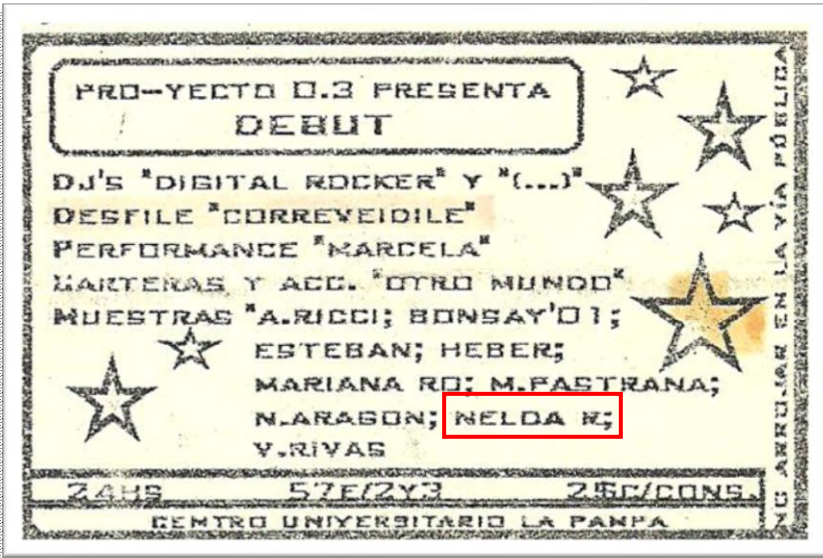 PRO-YECTO 0.3 PRESENTA
DEBUT
DJ'S "DIGITAL ROCKER" Y "(...)"
DESFILE "CORREVEIDILE"
PERFORMANCE "MARCELA"
CARTERAS Y ACC. "OTRO MUNDO"
MUESTRAS "A.RICCI; BONSAY'01;
ESTEBAN; HEBER;
MARIANA RO; M.PASTRANA;
N.ARAGON; NELDA R;
V.RIVAS
24HS 57E/2Y3 2$C/CONS.
CENTRO UNIVERSITARIO LA PAMPA
NO ARROJAR EN LA VÍA PÚBLICA